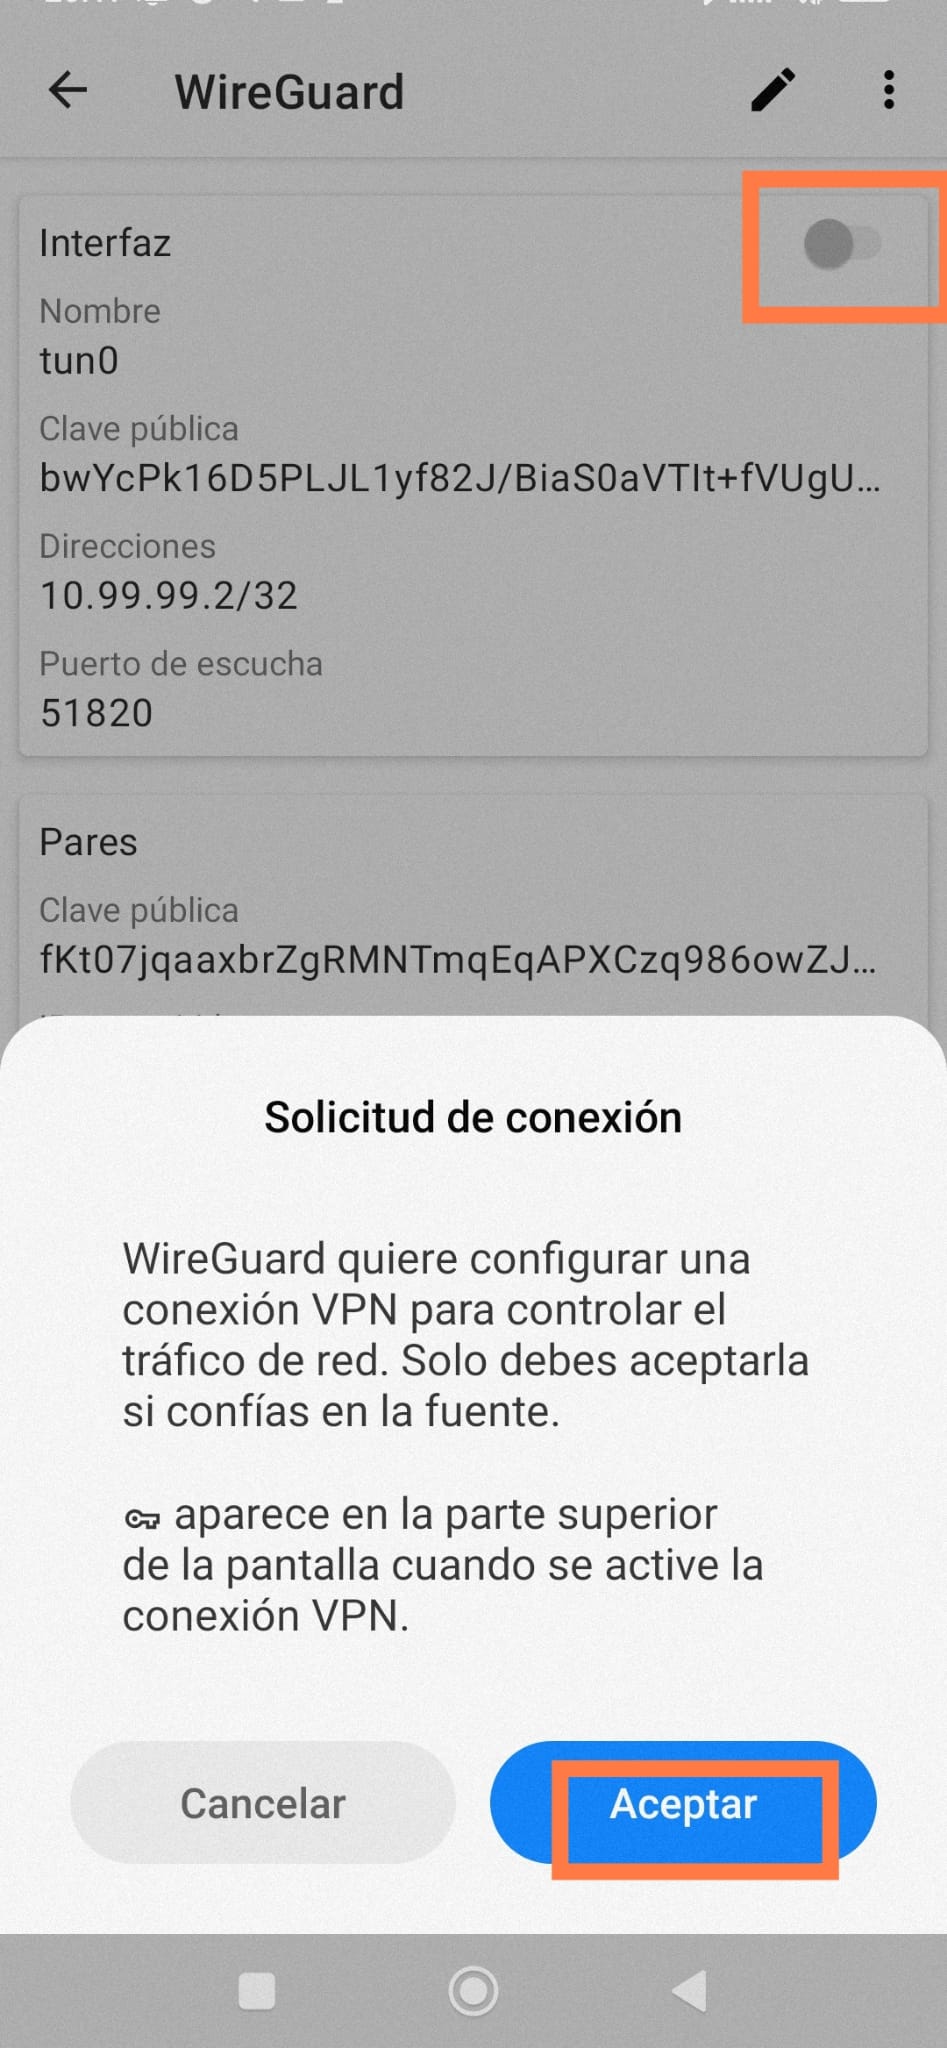 WireGuard
Interfaz
Nombre
tun0
Clave pública
bwYcPk16D5PLJL1yf82J/BiaS0aVTIt+fVUgU...
Direcciones
10.99.99.2/32
Puerto de escucha
51820
Pares
Clave pública
fKt07jqaaxbrZgRMNTmqEqAPXCzq986owZJ...
Solicitud de conexión
WireGuard quiere configurar una
conexión VPN para controlar el
tráfico de red. Solo debes aceptarla
si confías en la fuente.
aparece en la parte superior
de la pantalla cuando se active la
conexión VPN.
Cancelar
Aceptar